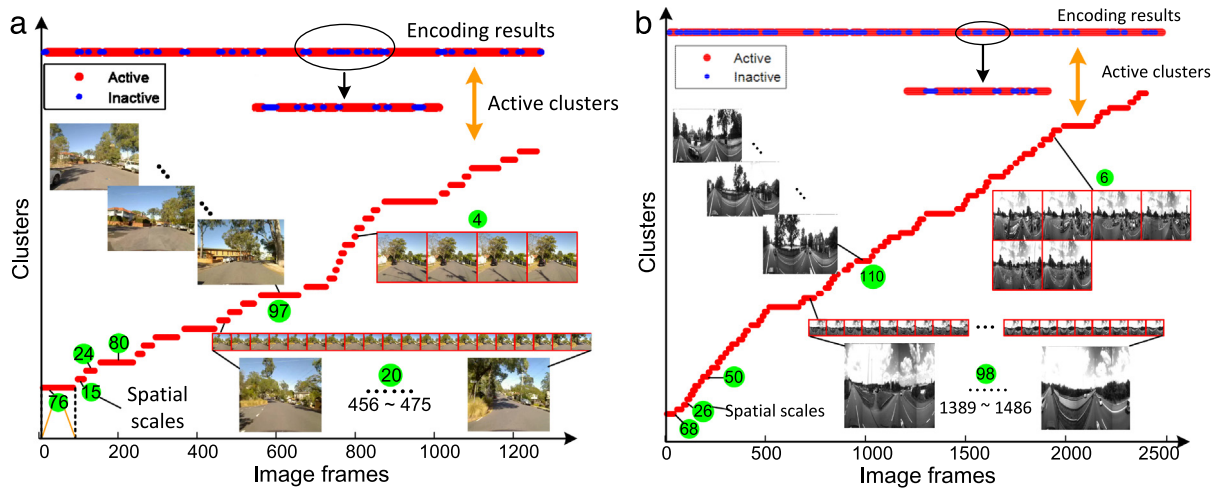 a
Encoding results
Active
Inactive
Active clusters
Clusters
4
97
80
24
15
76
Spatial
scales
20
456 ~ 475
0 200 400 600 800 1000 1200
Image frames
b
Encoding results
Active
Inactive
Active clusters
Clusters
6
110
50
26
68
Spatial scales
98
1389 ~ 1486
0 500 1000 1500 2000 2500
Image frames